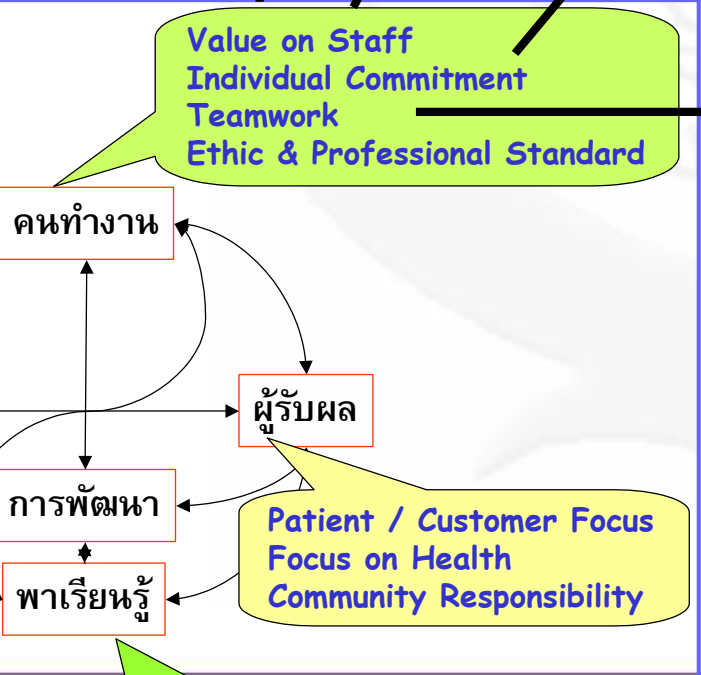 Value on Staff
Individual Commitment
Teamwork
Ethic & Professional Standard
คนทำงาน
ผู้รับผล
การพัฒนา
Patient / Customer Focus
Focus on Health
Community Responsibility
พาเรียนรู้